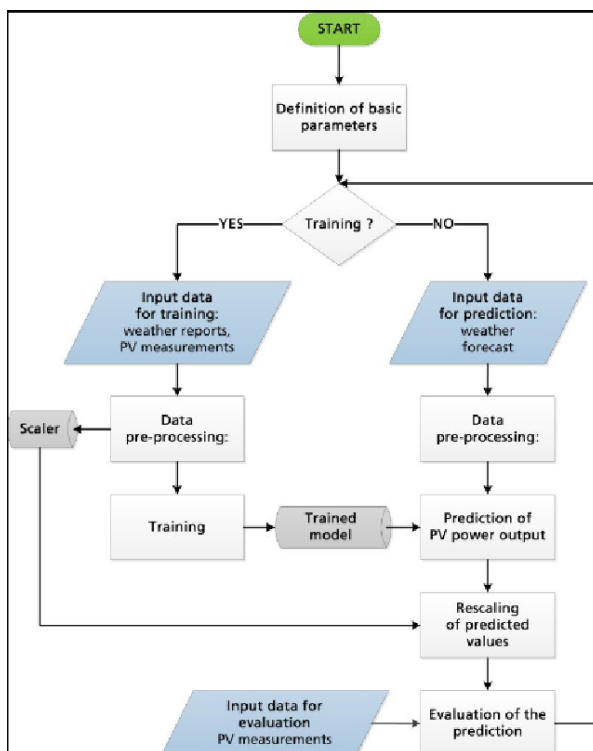 START
Definition of basic
parameters
Training ?
YES
NO
Input data
for training:
weather reports,
PV measurements
Input data
for prediction:
weather
forecast
Scaler
Data
pre-processing:
Data
pre-processing:
Training
Trained
model
Prediction of
PV power output
Rescaling
of predicted
values
Input data for
evaluation
PV measurements
Evaluation of the
prediction